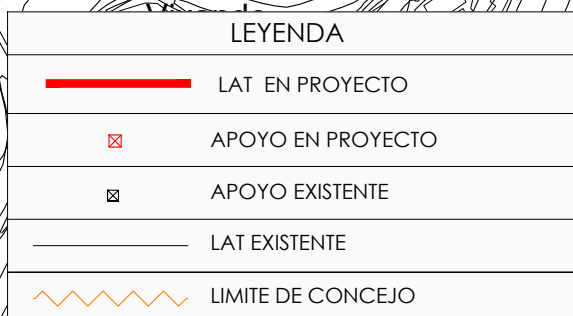 LEYENDA
LAT EN PROYECTO
APOYO EN PROYECTO
APOYO EXISTENTE
LAT EXISTENTE
LIMITE DE CONCEJO